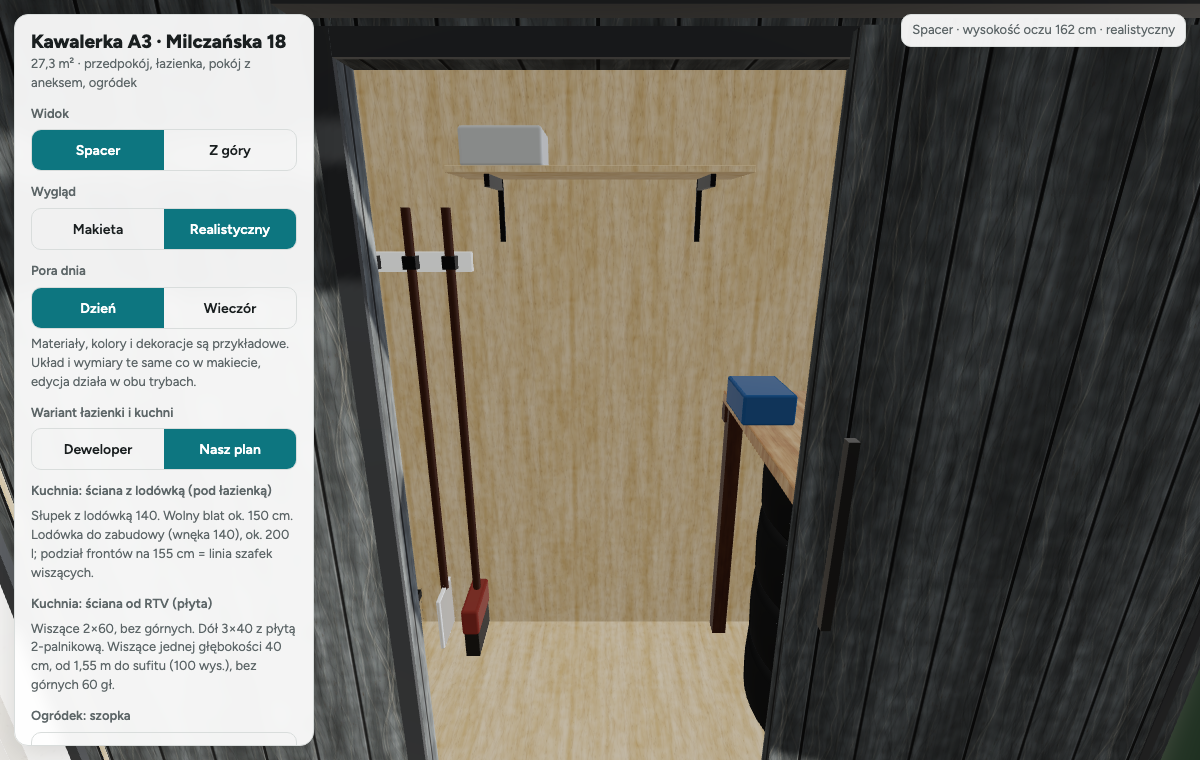 Kawalerka A3 · Milczańska 18
27,3 m² · przedpokój, łazienka, pokój z
aneksem, ogródek
Widok
Spacer
Z góry
Wygląd
Makieta
Realistyczny
Pora dnia
Dzień
Wieczór
Materiały, kolory i dekoracje są przykładowe.
Układ i wymiary te same co w makiecie,
edycja działa w obu trybach.
Wariant łazienki i kuchni
Deweloper
Nasz plan
Kuchnia: ściana z lodówką (pod łazienką)
Słupek z lodówką 140. Wolny blat ok. 150 cm.
Lodówka do zabudowy (wnęka 140), ok. 200
l; podział frontów na 155 cm = linia szafek
wiszących.
Kuchnia: ściana od RTV (płyta)
Wiszące 2×60, bez górnych. Dół 3×40 z płytą
2-palnikową. Wiszące jednej głębokości 40
cm, od 1,55 m do sufitu (100 wys.), bez
górnych 60 gł.
Ogródek: szopka
Spacer · wysokość oczu 162 cm · realistyczny